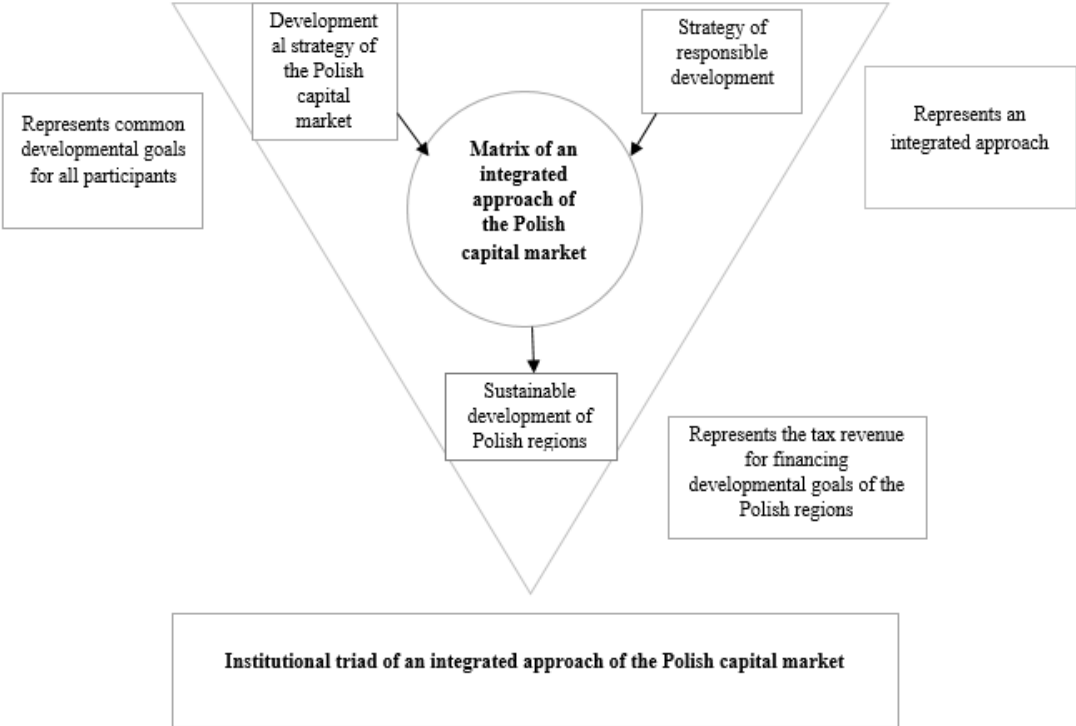 Development
al strategy of
the Polish
capital
market
Strategy of
responsible
development
Represents common
developmental goals
for all participants
Represents an
integrated approach
Matrix of an
integrated
approach of
the Polish
capital market
Sustainable
development of
Polish regions
Represents the tax revenue
for financing
developmental goals of the
Polish regions
Institutional triad of an integrated approach of the Polish capital market